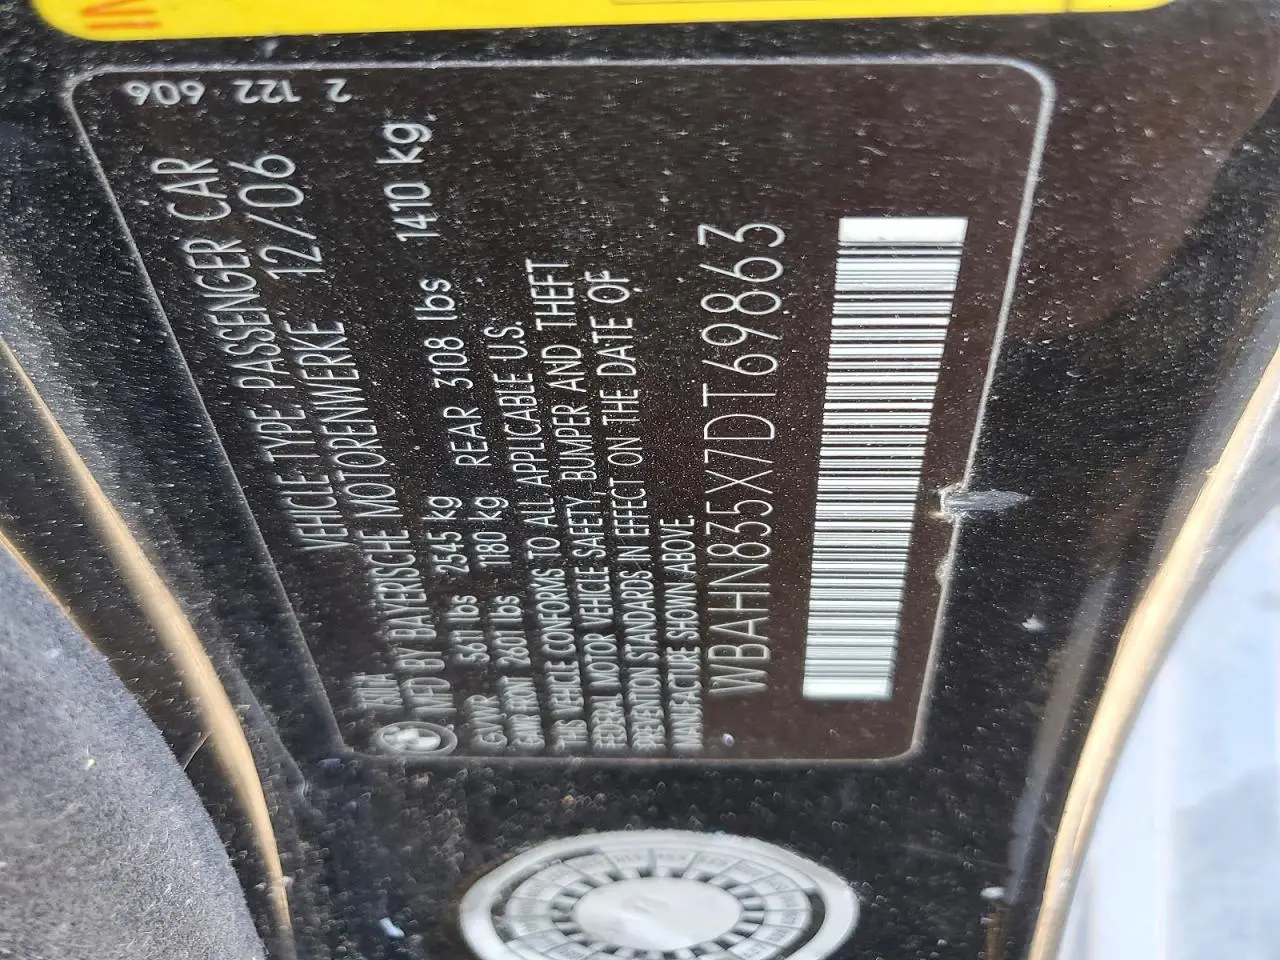 IN
2 122 606
VEHICLE TYPE PASSENGER CAR
MFD BY BAYERISCHE MOTORENWERKE 12/06
GVWR 5611 lbs 2545 kg
GAWR FRONT 2601 lbs 1180 kg REAR 3108 lbs 1410 kg.
THIS VEHICLE CONFORMS TO ALL APPLICABLE U.S.
FEDERAL MOTOR VEHICLE SAFETY, BUMPER AND THEFT
PREVENTION STANDARDS IN EFFECT ON THE DATE OF
MANUFACTURE SHOWN ABOVE.
WBAHN835X7DT69863